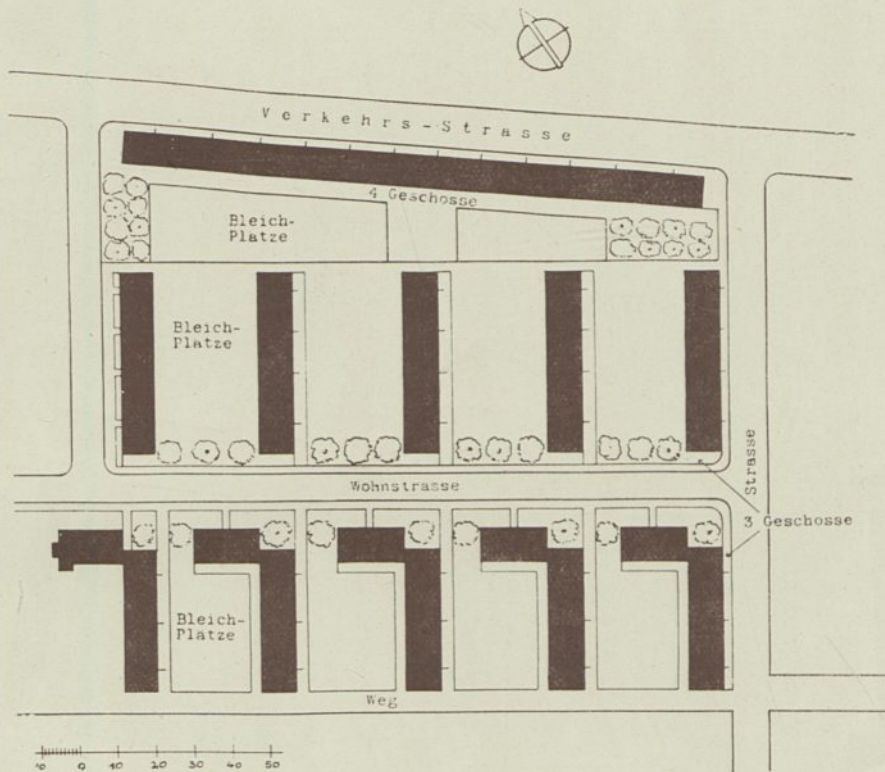 Verkehrs-Strasse
4 Geschosse
Bleich-
Platze
Bleich-
Platze
Wohnstrasse
Strasse
3 Geschosse
Bleich-
Platze
Weg
10 0 10 20 30 40 50